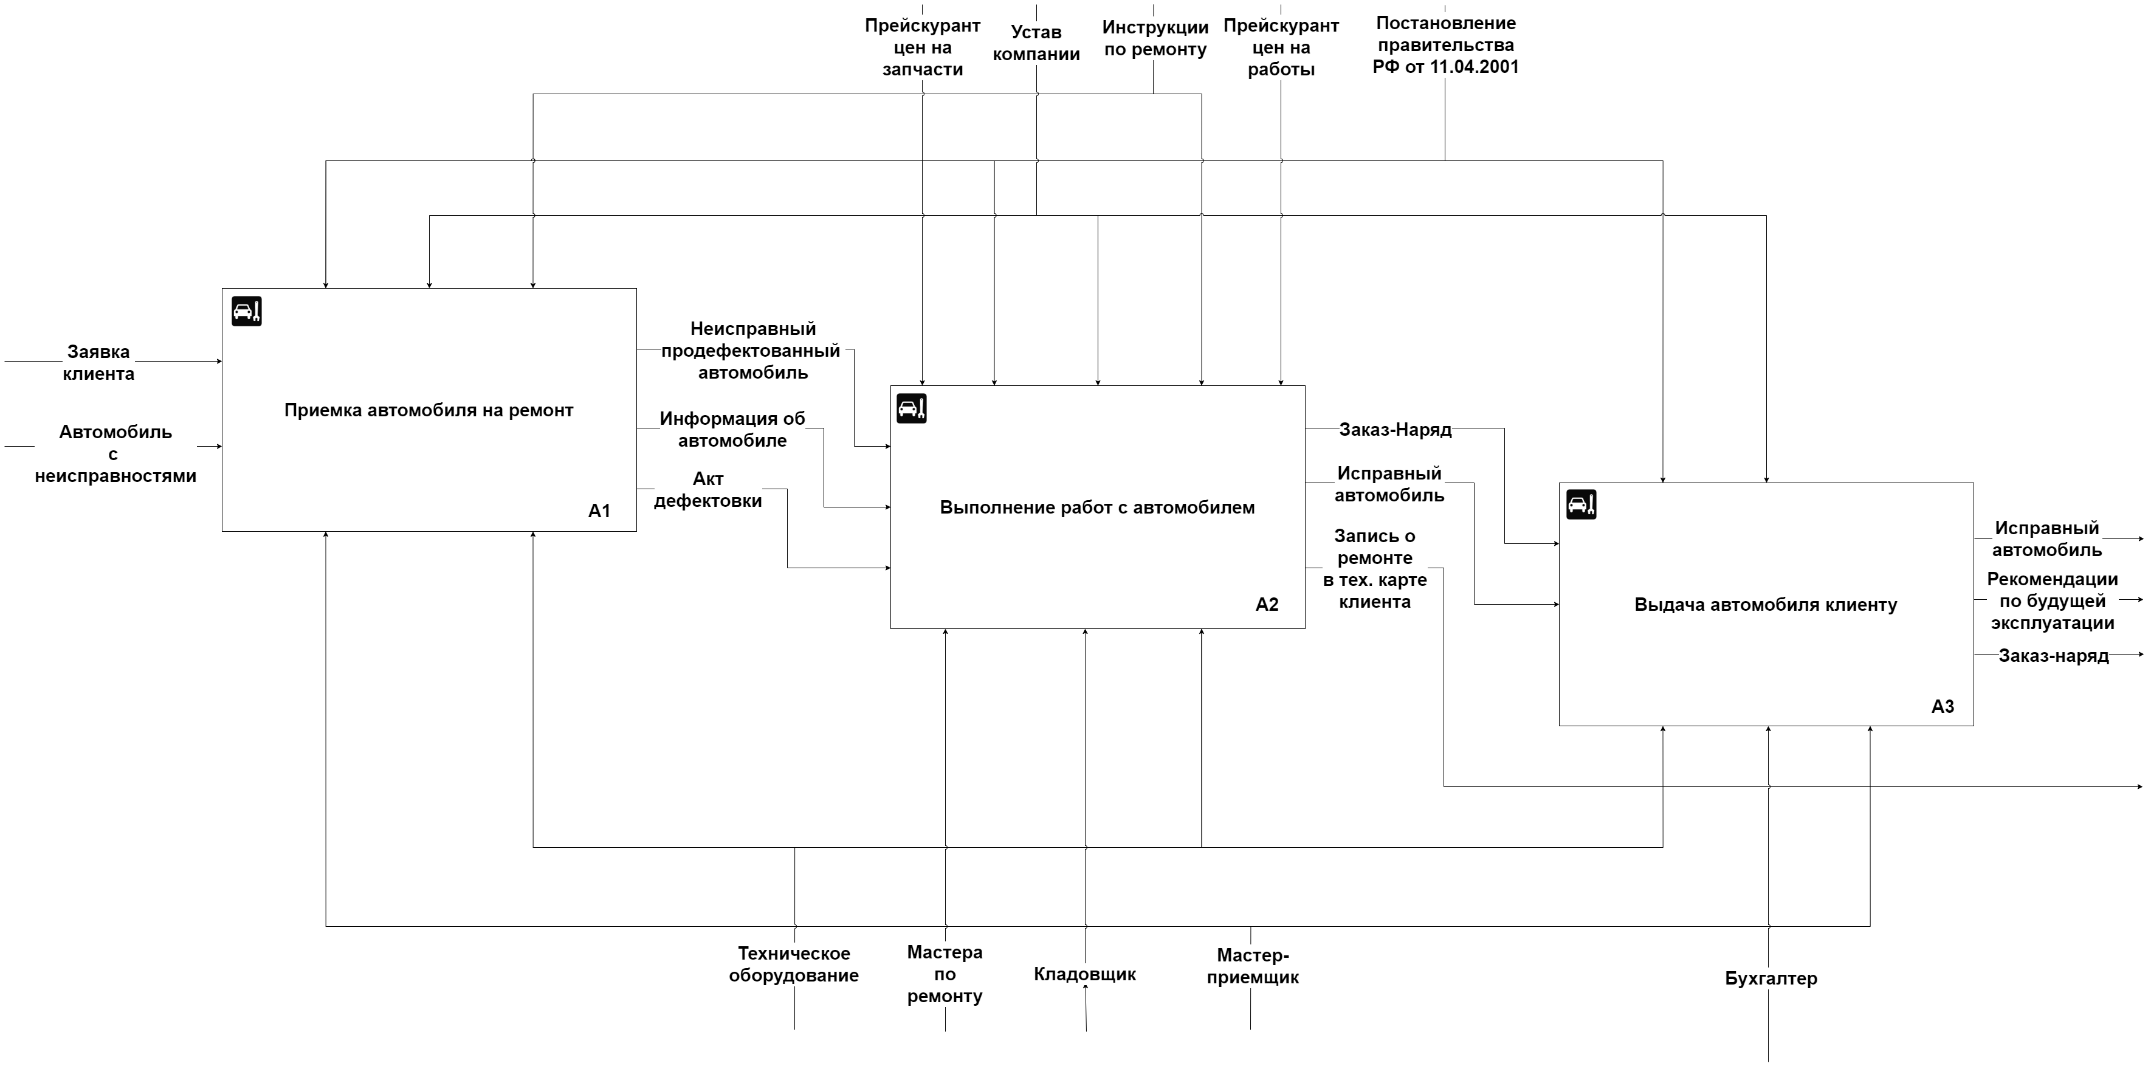 Прейскурант
цен на
запчасти
Устав
компании
Инструкции
по ремонту
Прейскурант
цен на
работы
Постановление
правительства
РФ от 11.04.2001
Заявка
клиента
Автомобиль
с
неисправностями
Приемка автомобиля на ремонт
A1
Неисправный
продефектованный
автомобиль
Информация об
автомобиле
Акт
дефектовки
Выполнение работ с автомобилем
A2
Заказ-Наряд
Исправный
автомобиль
Запись о
ремонте
в тех. карте
клиента
Выдача автомобиля клиенту
A3
Исправный
автомобиль
Рекомендации
по будущей
эксплуатации
Заказ-наряд
Техническое
оборудование
Мастера
по
ремонту
Кладовщик
Мастер-
приемщик
Бухгалтер